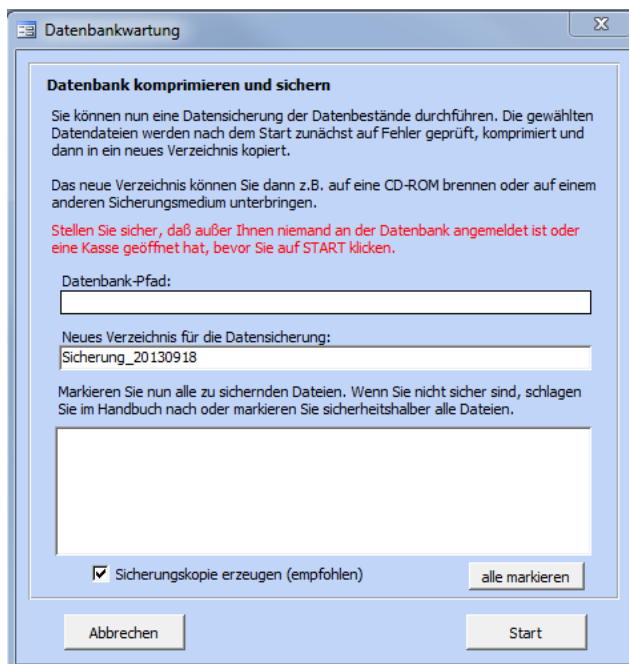 Datenbankwartung
Datenbank komprimieren und sichern
Sie können nun eine Datensicherung der Datenbestände durchführen. Die gewählten
Datendateien werden nach dem Start zunächst auf Fehler geprüft, komprimiert und
dann in ein neues Verzeichnis kopiert.
Das neue Verzeichnis können Sie dann z.B. auf eine CD-ROM brennen oder auf einem
anderen Sicherungsmedium unterbringen.
Stellen Sie sicher, daß außer Ihnen niemand an der Datenbank angemeldet ist oder
eine Kasse geöffnet hat, bevor Sie auf START klicken.
Datenbank-Pfad:
Neues Verzeichnis für die Datensicherung:
Sicherung_20130918
Markieren Sie nun alle zu sichernden Dateien. Wenn Sie nicht sicher sind, schlagen
Sie im Handbuch nach oder markieren Sie sicherheitshalber alle Dateien.
Sicherungskopie erzeugen (empfohlen)
alle markieren
Abbrechen
Start